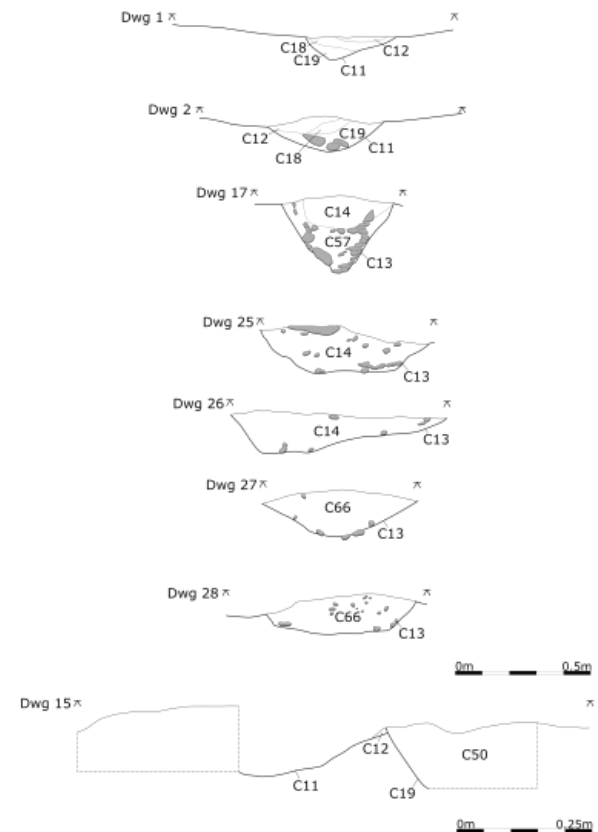 Dwg 1
C18 C12
C19
C11
Dwg 2
C12 C19 C11
C18
Dwg 17
C14
C57
C13
Dwg 25
C14
C13
Dwg 26
C14
C13
Dwg 27
C66
C13
Dwg 28
C66
C13
0m 0.5m
Dwg 15
C12 C50
C11
C19
0m 0.25m